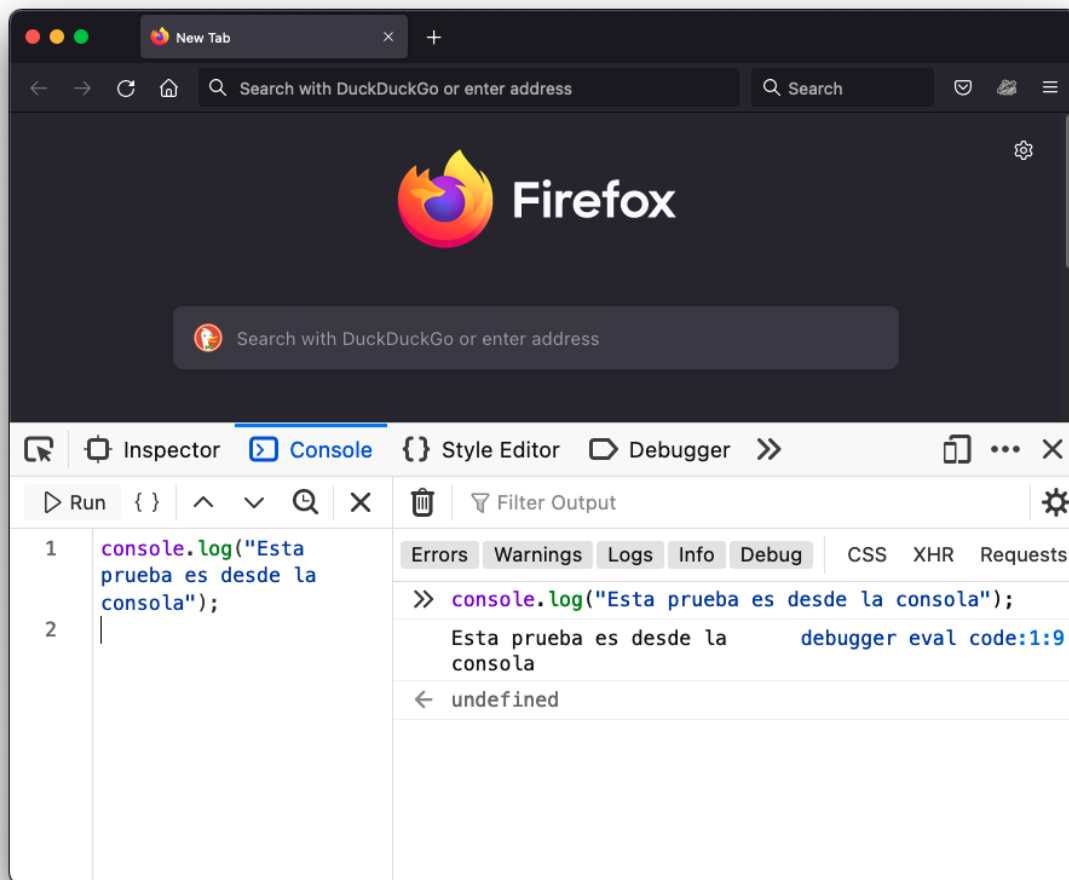 New Tab
Search with DuckDuckGo or enter address
Search
Firefox
Search with DuckDuckGo or enter address
Inspector
Console
{} Style Editor
Debugger
Run { }
Filter Output
1 console.log("Esta
prueba es desde la
consola");
2
Errors Warnings Logs Info Debug CSS XHR Requests
>> console.log("Esta prueba es desde la consola");
Esta prueba es desde la debugger eval code:1:9
consola
← undefined